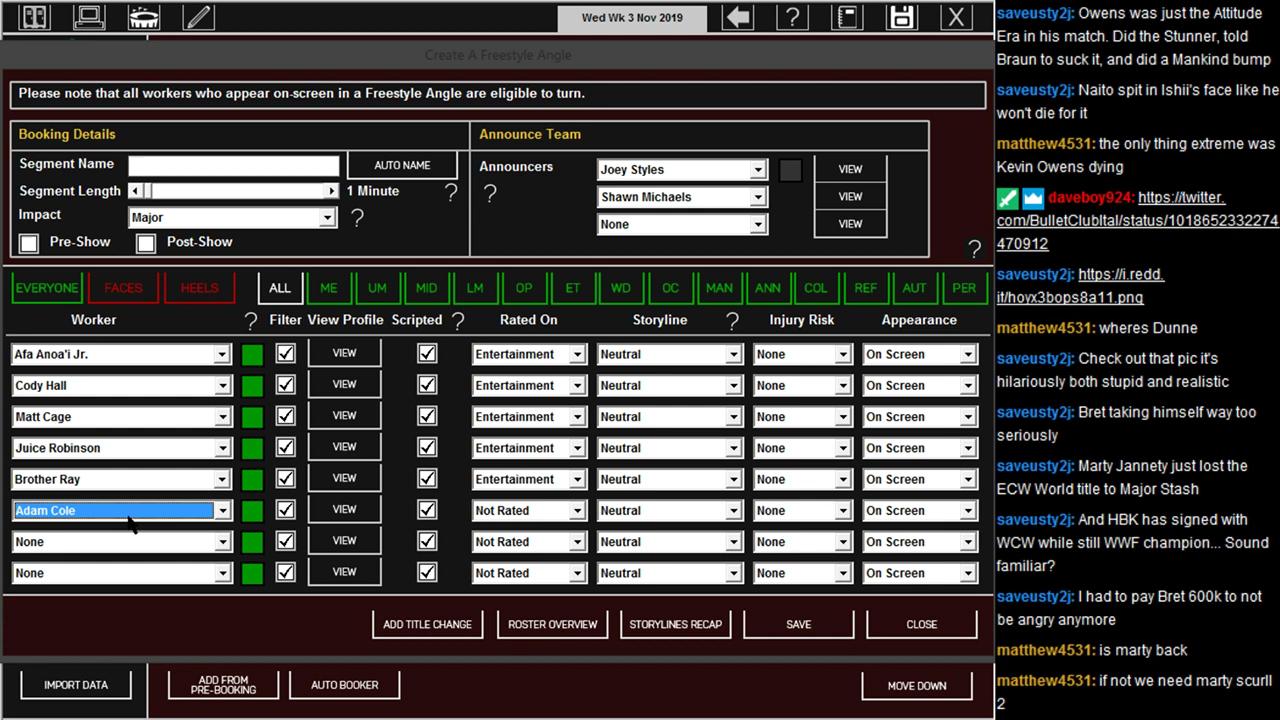 Wed Wk 3 Nov 2019
?
X
Create A Freestyle Angle
Please note that all workers who appear on-screen in a Freestyle Angle are eligible to turn.
Booking Details
Segment Name
AUTO NAME
Segment Length
1 Minute
?
Impact
Major
?
Pre-Show
Post-Show
Announce Team
Announcers
?
Joey Styles
VIEW
Shawn Michaels
VIEW
None
VIEW
?
EVERYONE
FACES
HEELS
ALL
ME
UM
MID
LM
OP
ET
WD
OC
MAN
ANN
COL
REF
AUT
PER
Worker ? Filter View Profile Scripted ? Rated On Storyline ? Injury Risk Appearance
Afa Anoa'i Jr. VIEW Entertainment Neutral None On Screen
Cody Hall VIEW Entertainment Neutral None On Screen
Matt Cage VIEW Entertainment Neutral None On Screen
Juice Robinson VIEW Entertainment Neutral None On Screen
Brother Ray VIEW Entertainment Neutral None On Screen
Adam Cole VIEW Not Rated Neutral None On Screen
None VIEW Not Rated Neutral None On Screen
None VIEW Not Rated Neutral None On Screen
ADD TITLE CHANGE
ROSTER OVERVIEW
STORYLINES RECAP
SAVE
CLOSE
IMPORT DATA
ADD FROM
PRE-BOOKING
AUTO BOOKER
MOVE DOWN
saveusty2j: Owens was just the Attitude
Era in his match. Did the Stunner, told
Braun to suck it, and did a Mankind bump
saveusty2j: Naito spit in Ishii's face like he
won't die for it
matthew4531: the only thing extreme was
Kevin Owens dying
daveboy924: https://twitter.
com/BulletClubItal/status/1018652332274
470912
saveusty2j: https://i.redd.
it/hoyx3bops8a11.png
matthew4531: wheres Dunne
saveusty2j: Check out that pic it's
hilariously both stupid and realistic
saveusty2j: Bret taking himself way too
seriously
saveusty2j: Marty Jannety just lost the
ECW World title to Major Stash
saveusty2j: And HBK has signed with
WCW while still WWF champion... Sound
familiar?
saveusty2j: I had to pay Bret 600k to not
be angry anymore
matthew4531: is marty back
matthew4531: if not we need marty scurll
2